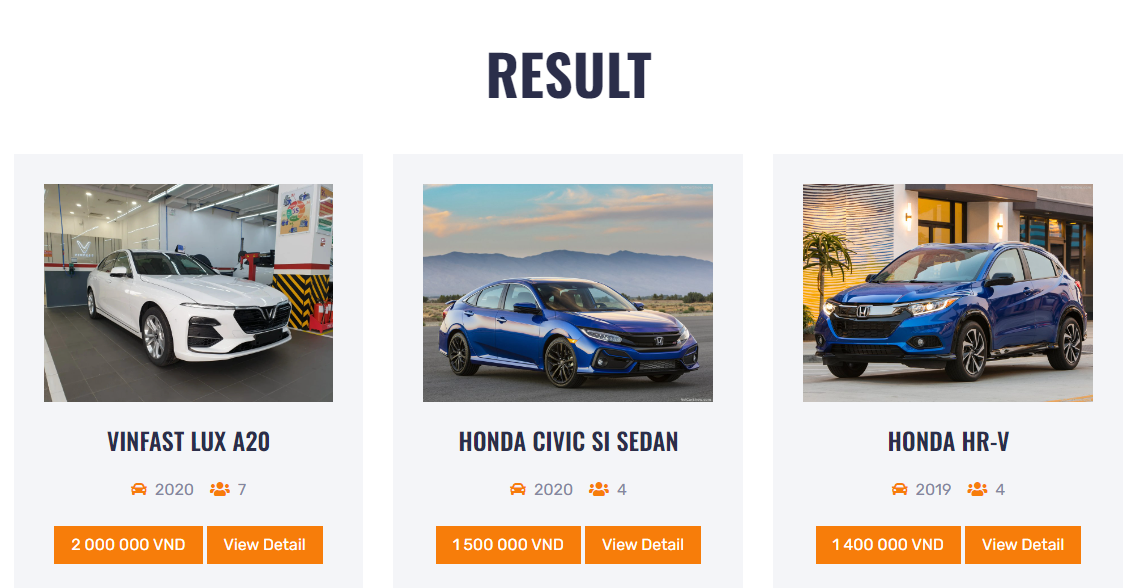 RESULT
VINFAST LUX A20
2020 7
2 000 000 VND View Detail
HONDA CIVIC SI SEDAN
2020 4
1 500 000 VND View Detail
HONDA HR-V
2019 4
1 400 000 VND View Detail